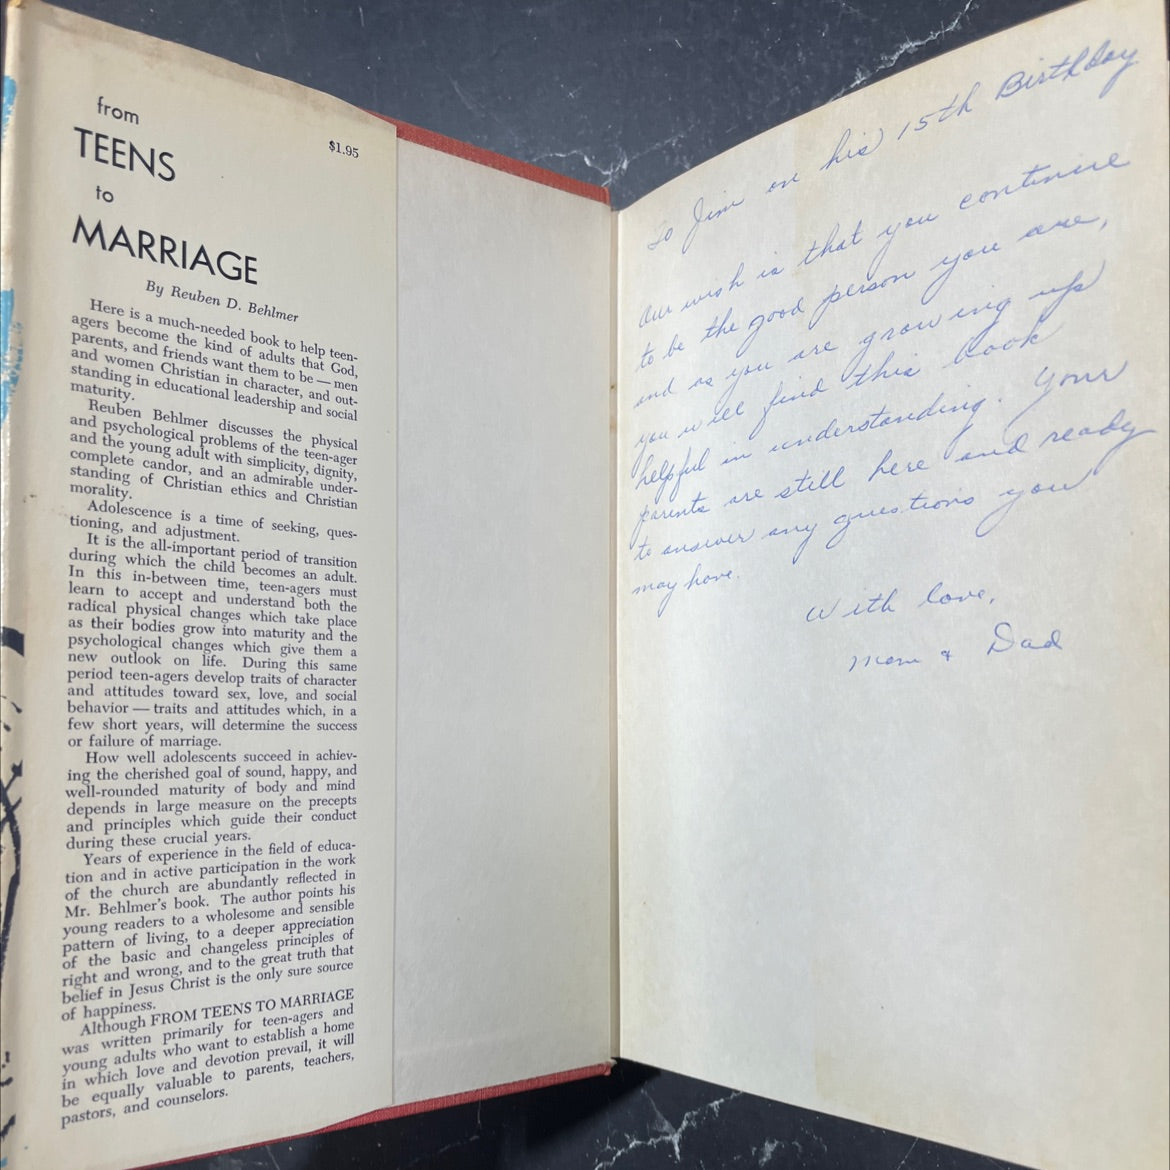 from
TEENS
$1.95
to
MARRIAGE
By Reuben D. Behlmer
Here is a much-needed book to help teen-
agers become the kind of adults that God,
parents, and friends want them to be — men
and women Christian in character, and out-
standing in educational leadership and social
maturity.
Reuben Behlmer discusses the physical
and psychological problems of the teen-ager
and the young adult with simplicity, dignity,
complete candor, and an admirable under-
standing of Christian ethics and Christian
morality.
Adolescence is a time of seeking, ques-
tioning, and adjustment.
It is the all-important period of transition
during which the child becomes an adult.
In this in-between time, teen-agers must
learn to accept and understand both the
radical physical changes which take place
as their bodies grow into maturity and the
psychological changes which give them a
new outlook on life. During this same
period teen-agers develop traits of character
and attitudes toward sex, love, and social
behavior — traits and attitudes which, in a
few short years, will determine the success
or failure of marriage.
How well adolescents succeed in achiev-
ing the cherished goal of sound, happy, and
well-rounded maturity of body and mind
depends in large measure on the precepts
and principles which guide their conduct
during these crucial years.
Years of experience in the field of educa-
tion and in active participation in the work
of the church are abundantly reflected in
Mr. Behlmer's book. The author points his
young readers to a wholesome and sensible
pattern of living, to a deeper appreciation
of the basic and changeless principles of
right and wrong, and to the great truth that
belief in Jesus Christ is the only sure source
of happiness.
Although FROM TEENS TO MARRIAGE
was written primarily for teen-agers and
young adults who want to establish a home
in which love and devotion prevail, it will
be equally valuable to parents, teachers,
pastors, and counselors.
To Jim on his 15th Birthday
Our wish is that you continue
to be the good person you are,
and as you are growing up
you will find this book
helpful in understanding. Your
parents are still here and ready
to answer any questions you
may have.
With love,
Mom & Dad